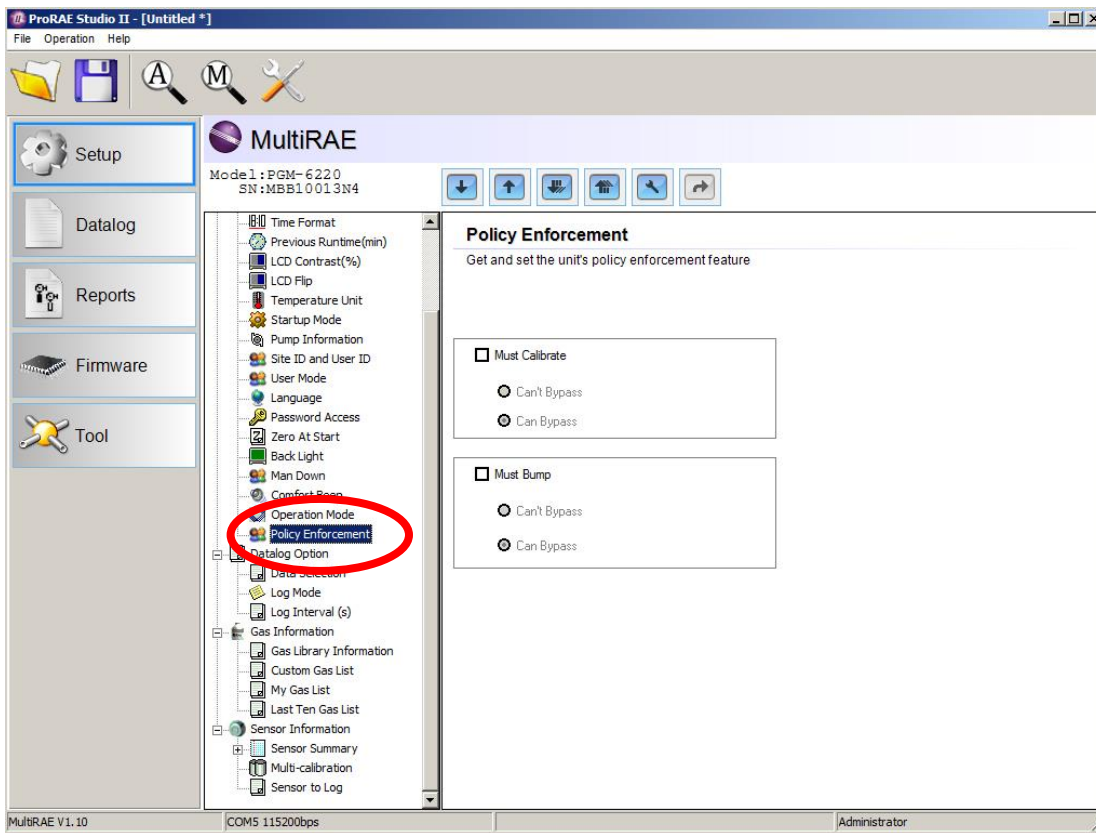 ProRAE Studio II - [Untitled *]
File Operation Help
A
M
Setup
Datalog
Reports
Firmware
Tool
MultiRAE
Model:PGM-6220
SN:MBB10013N4
Time Format
Previous Runtime(min)
LCD Contrast(%)
LCD Flip
Temperature Unit
Startup Mode
Pump Information
Site ID and User ID
User Mode
Language
Password Access
Zero At Start
Back Light
Man Down
Comfort Beep
Operation Mode
Policy Enforcement
Datalog Option
Data Selection
Log Mode
Log Interval (s)
Gas Information
Gas Library Information
Custom Gas List
My Gas List
Last Ten Gas List
Sensor Information
Sensor Summary
Multi-calibration
Sensor to Log
Policy Enforcement
Get and set the unit's policy enforcement feature
Must Calibrate
Can't Bypass
Can Bypass
Must Bump
Can't Bypass
Can Bypass
MultiRAE V1.10
COM5 115200bps
Administrator